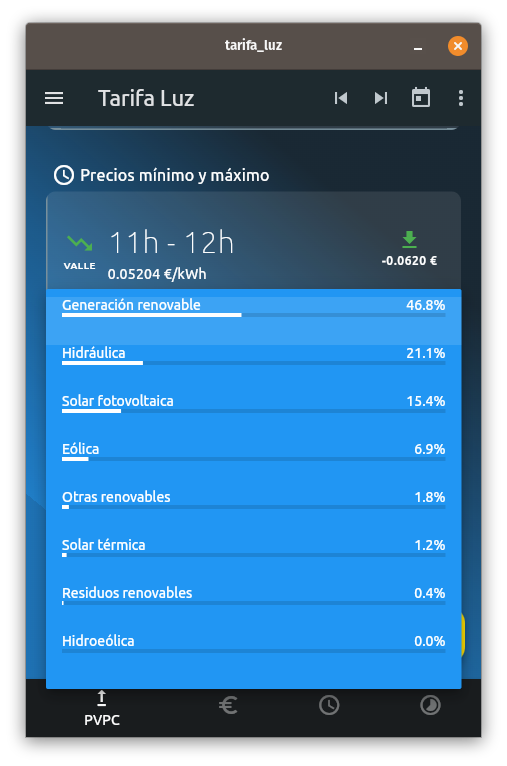 tarifa_luz
Tarifa Luz
Precios mínimo y máximo
11h - 12h
VALLE
0.05204 €/kWh
-0.0620 €
Generación renovable 46.8%
Hidráulica 21.1%
Solar fotovoltaica 15.4%
Eólica 6.9%
Otras renovables 1.8%
Solar térmica 1.2%
Residuos renovables 0.4%
Hidroeólica 0.0%
PVPC